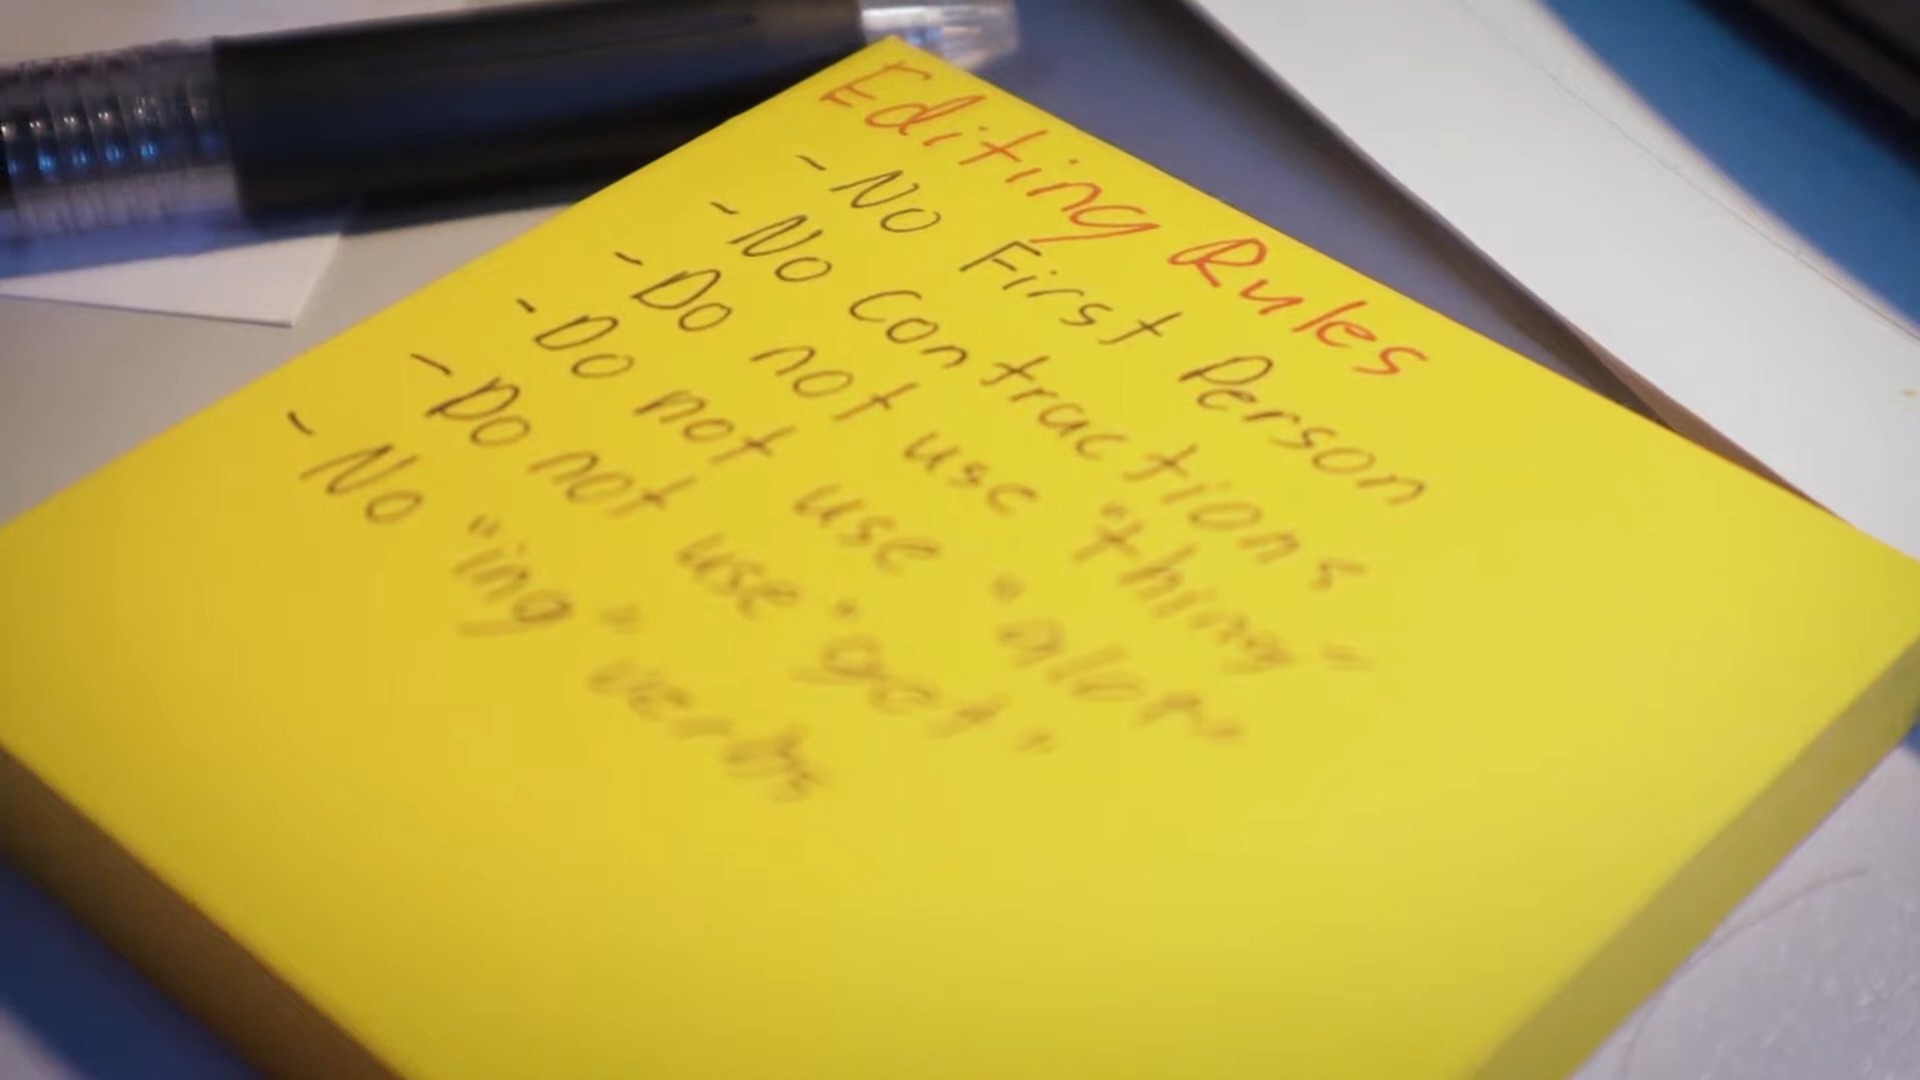 Editing Rules
- No First Person
- No Contractions
- Do not use "thing"
- Do not use "alot"
- Do not use "get"
- No "ing" verbs